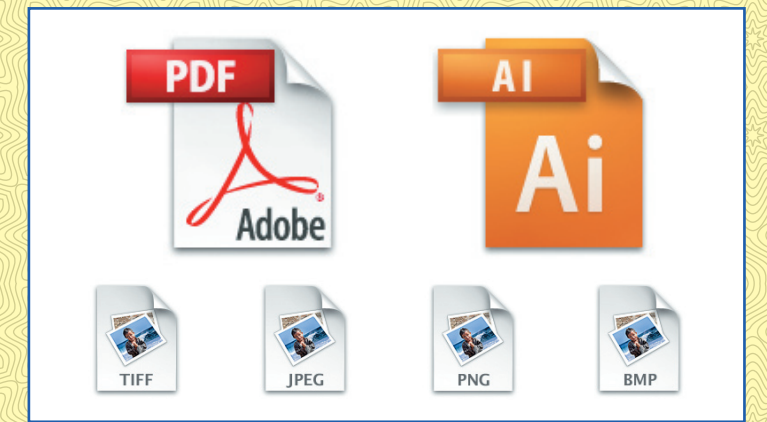 PDF
Adobe
AI
Ai
TIFF
JPEG
PNG
BMP